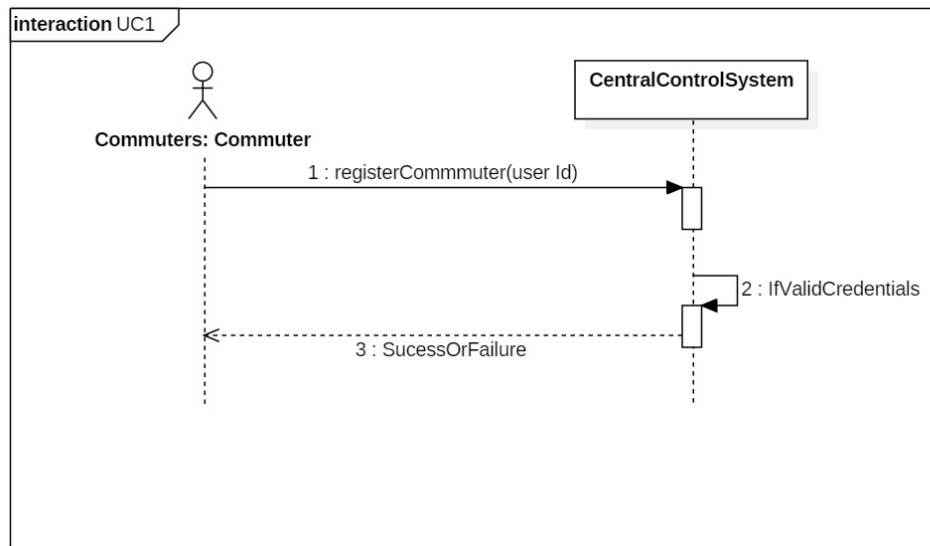 interaction UC1
CentralControlSystem
Commuters: Commuter
1 : registerCommmuter(user Id)
2 : IfValidCredentials
3 : SucessOrFailure